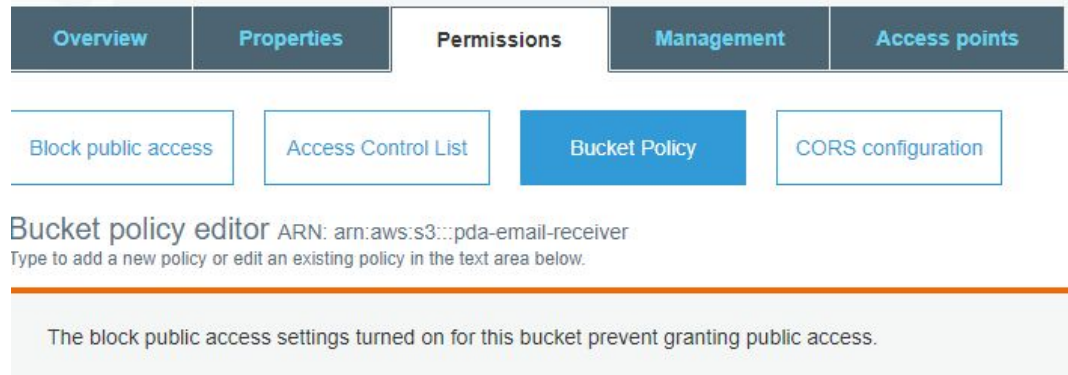 Overview Properties Permissions Management Access points
Block public access Access Control List Bucket Policy CORS configuration
Bucket policy editor ARN: arn:aws:s3:::pda-email-receiver
Type to add a new policy or edit an existing policy in the text area below.
The block public access settings turned on for this bucket prevent granting public access.